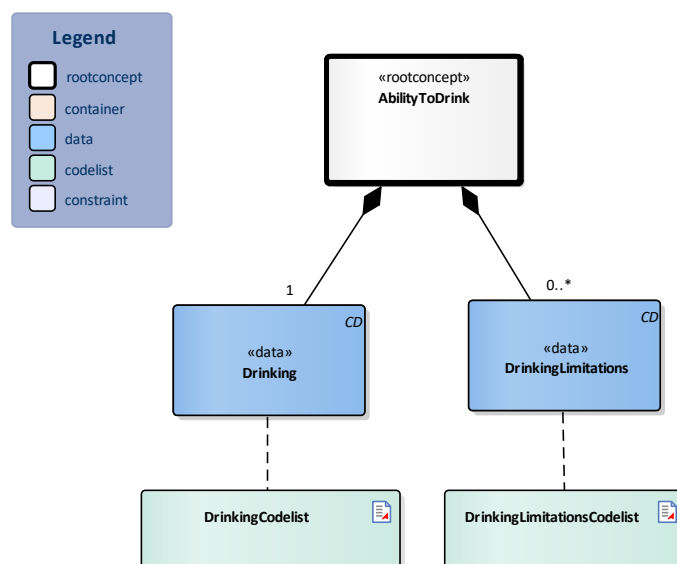 Legend
rootconcept
container
data
codelist
constraint
«rootconcept»
AbilityToDrink
1
0..*
CD
«data»
Drinking
CD
«data»
DrinkingLimitations
DrinkingCodelist
DrinkingLimitationsCodelist